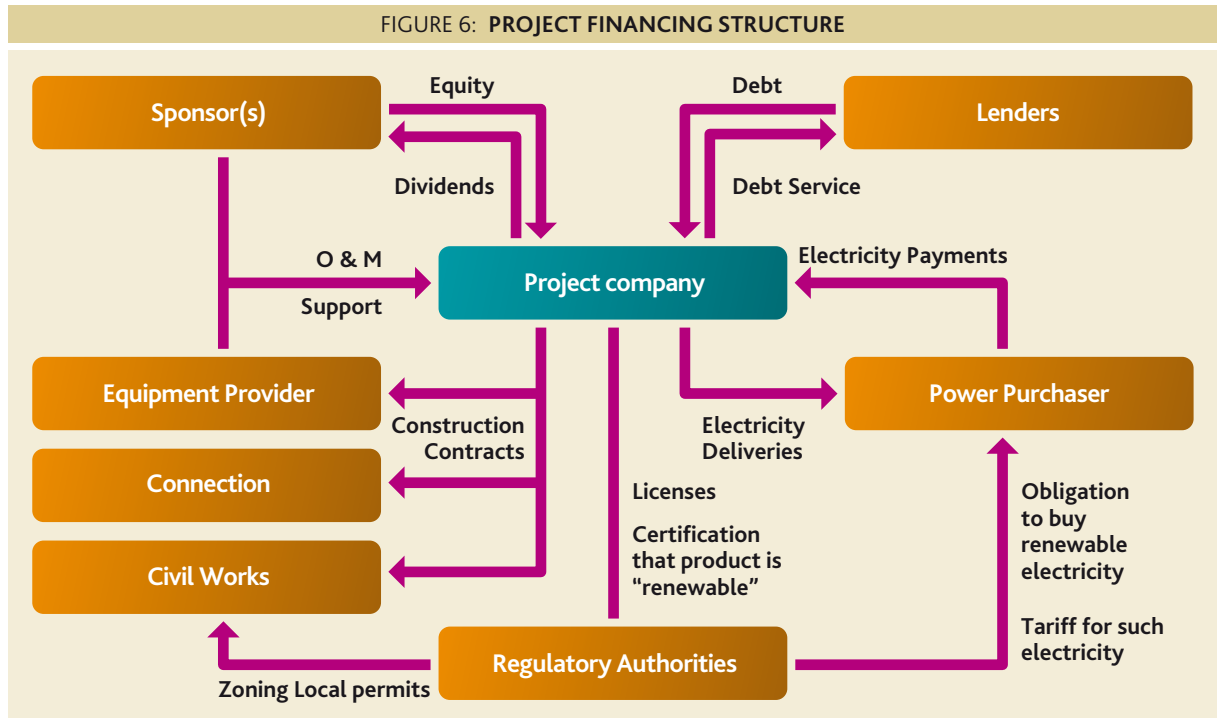 FIGURE 6: PROJECT FINANCING STRUCTURE
Sponsor(s)
Equity
Dividends
Debt
Debt Service
Lenders
O & M
Support
Project company
Electricity Payments
Equipment Provider
Construction
Contracts
Electricity
Deliveries
Power Purchaser
Connection
Civil Works
Licenses
Certification
that product is
“renewable”
Obligation
to buy
renewable
electricity
Tariff for such
electricity
Zoning Local permits
Regulatory Authorities